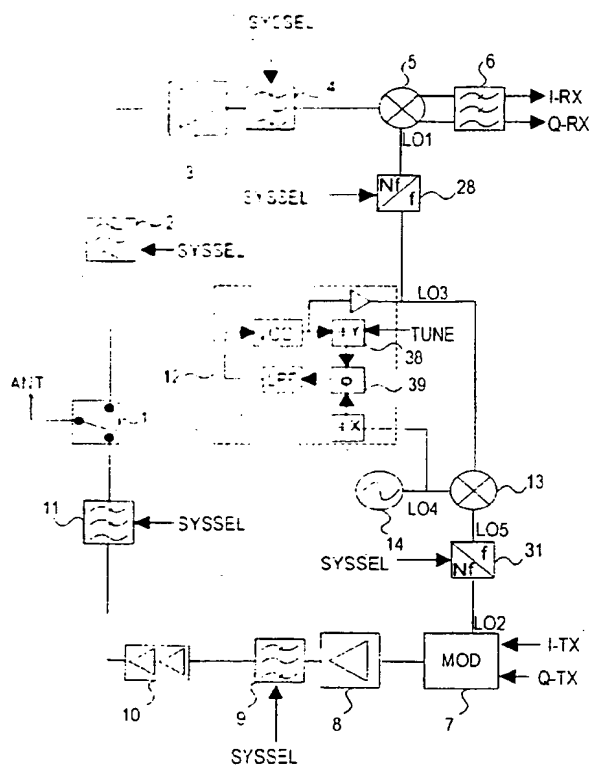 SYSSEL
4
5
6
I-RX
Q-RX
LO1
3
SYSSEL
Nf
f
28
2
SYSSEL
LO3
TUNE
38
12
39
ANT
1
11
SYSSEL
14
LO4
13
LO5
SYSSEL
f
Nf
31
LO2
MOD
I-TX
Q-TX
10
9
8
7
SYSSEL